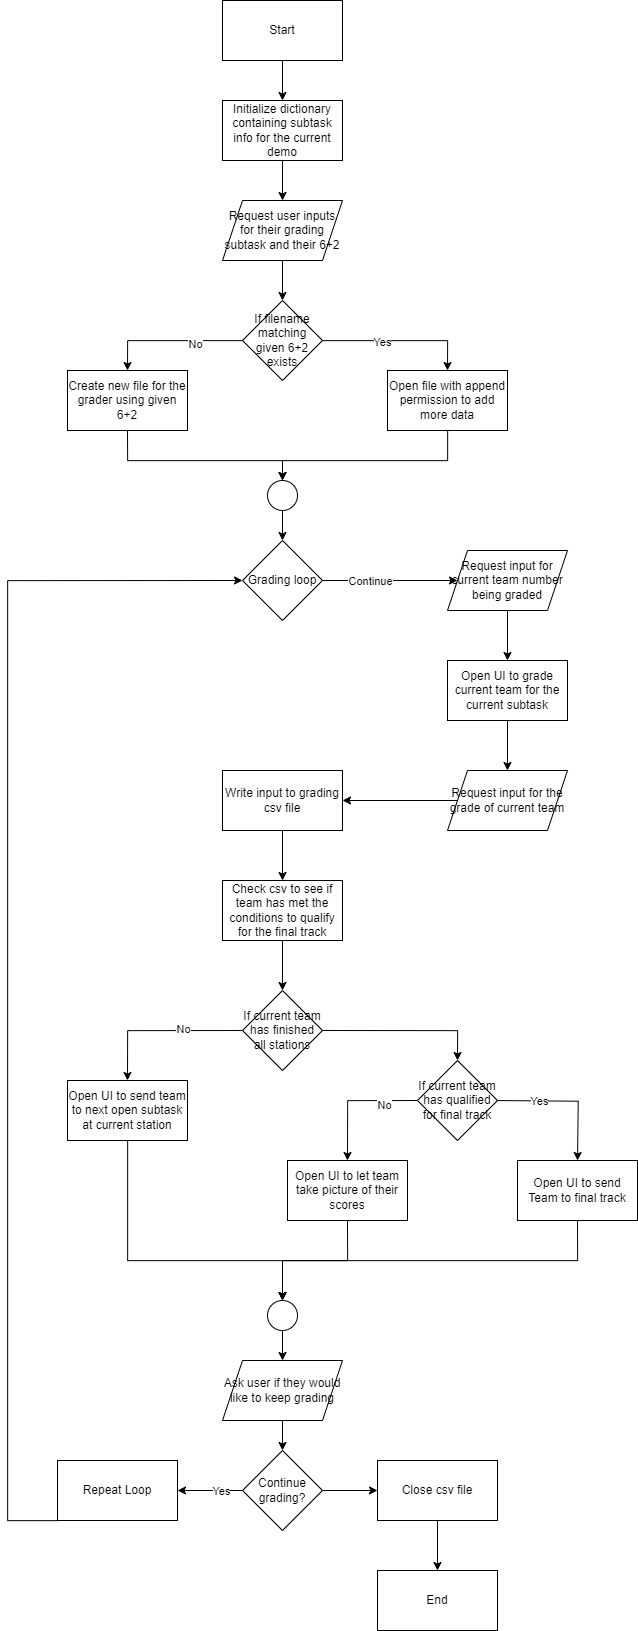 Start
Initialize dictionary
containing subtask
info for the current
demo
Request user inputs
for their grading
subtask and their 6+2
If filename
matching
given 6+2
exists
No
Yes
Create new file for the
grader using given
6+2
Open file with append
permission to add
more data
Grading loop
Continue
Request input for
current team number
being graded
Open UI to grade
current team for the
current subtask
Request input for the
grade of current team
Write input to grading
csv file
Check csv to see if
team has met the
conditions to qualify
for the final track
If current team
has finished
all stations
No
Open UI to send team
to next open subtask
at current station
If current team
has qualified
for final track
No
Yes
Open UI to let team
take picture of their
scores
Open UI to send
Team to final track
Ask user if they would
like to keep grading
Continue
grading?
Yes
Repeat Loop
Close csv file
End